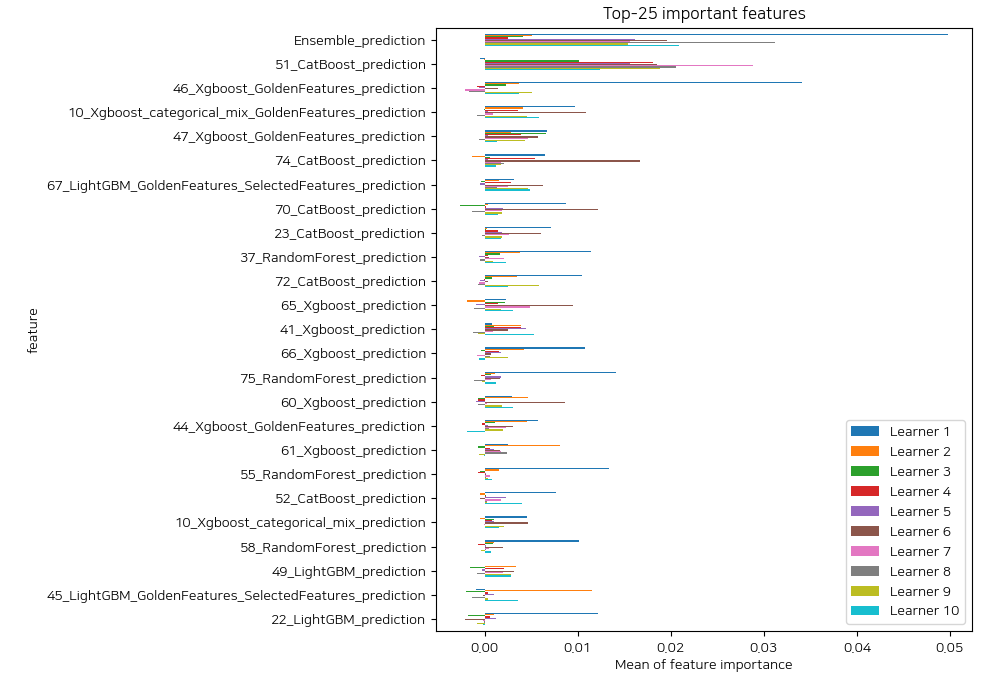 Top-25 important features
feature
Ensemble_prediction
51_CatBoost_prediction
46_Xgboost_GoldenFeatures_prediction
10_Xgboost_categorical_mix_GoldenFeatures_prediction
47_Xgboost_GoldenFeatures_prediction
74_CatBoost_prediction
67_LightGBM_GoldenFeatures_SelectedFeatures_prediction
70_CatBoost_prediction
23_CatBoost_prediction
37_RandomForest_prediction
72_CatBoost_prediction
65_Xgboost_prediction
41_Xgboost_prediction
66_Xgboost_prediction
75_RandomForest_prediction
60_Xgboost_prediction
44_Xgboost_GoldenFeatures_prediction
61_Xgboost_prediction
55_RandomForest_prediction
52_CatBoost_prediction
10_Xgboost_categorical_mix_prediction
58_RandomForest_prediction
49_LightGBM_prediction
45_LightGBM_GoldenFeatures_SelectedFeatures_prediction
22_LightGBM_prediction
Learner 1
Learner 2
Learner 3
Learner 4
Learner 5
Learner 6
Learner 7
Learner 8
Learner 9
Learner 10
0.00 0.01 0.02 0.03 0.04 0.05
Mean of feature importance